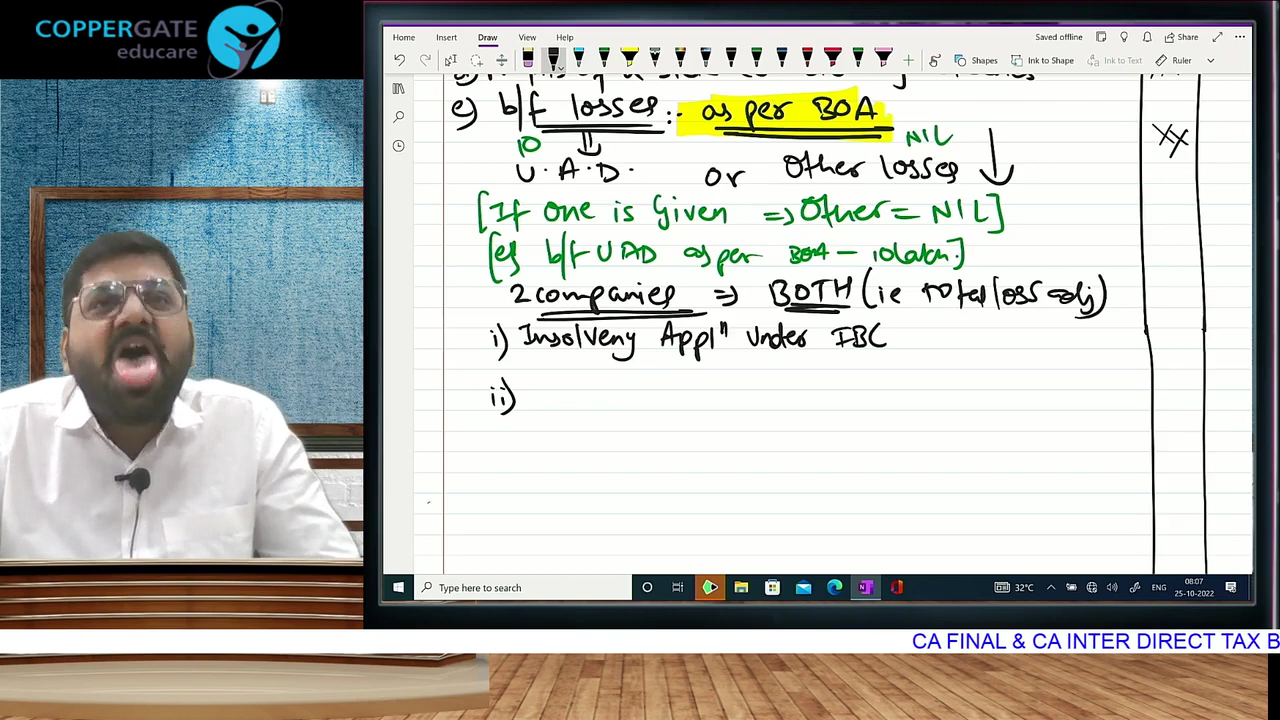 COPPERGATE
educare
Home Insert Draw View Help
Saved offline
Share
Shapes
Ink to Shape
Ink to Text
Ruler
e) b/f losses :- as per BOA
10 NIL
U.A.D. or Other losses
XX
[If one is Given => Other = NIL]
[eg b/f UAD as per BOA - 10 lakh.]
2 companies => BOTH (ie total loss adj)
i) Insolveny Appln under IBC
ii)
Type here to search
32°C
ENG
08:07
25-10-2022
CA FINAL & CA INTER DIRECT TAX B